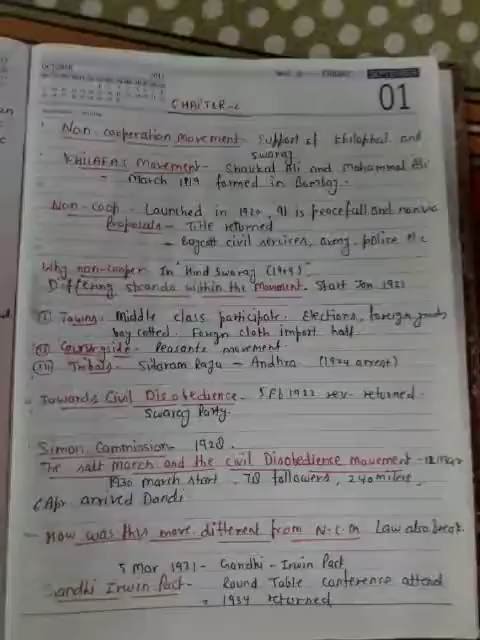 OCTOBER
FRIDAY SEPTEMBER
01
CHAPTER-2
Non-cooperation Movement- Support of Khilaphat and
swaraj
KHILAFAT Movement- Shaukat Ali and Mohammad Ali
- March 1919 formed in Bombay.
Non-coop - Launched in 1920, It is peacefull and
Proposals - Title returned
- Boycott civil services, army, police etc
Why non-cooper In "Hind Swaraj (1909)"
Differing strands within the Movement. Start Jan 1921
(i) Towns- Middle class participate. Elections, foreign goods
boycotted. Foregn cloth import half
(ii) Countryside- Peasants movement.
(iii) Tribals- Sitaram Raju - Andhra (1924 arrest)
Towards Civil Disobedience- 5 Fb 1922 returned.
Swaraj Party.
Simon Commission- 1928.
The salt March and the civil Disobedience movement - 12 Mar
1930 march start - 78 followers, 240 miles.
6 Apr arrived Dandi
- How was this more different from N-C-M Law also break.
5 Mar 1931- Gandhi-Irwin Pact
Gandhi Irwin Pact- Round Table conference attend
- 1934 returned